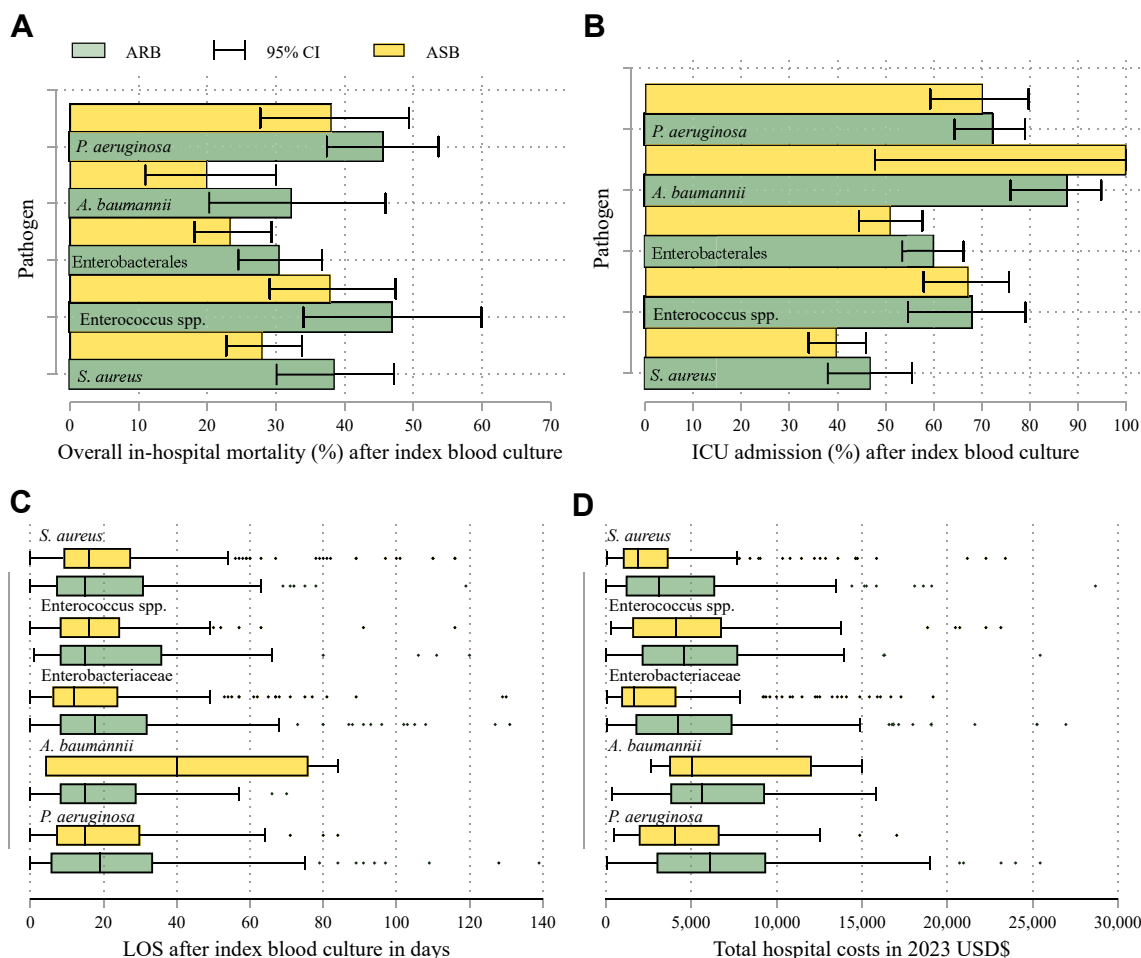 A
B
ARB
95% CI
ASB
P. aeruginosa
A. baumannii
Enterobacterales
Enterococcus spp.
S. aureus
Pathogen
0 10 20 30 40 50 60 70
Overall in-hospital mortality (%) after index blood culture
P. aeruginosa
A. baumannii
Enterobacterales
Enterococcus spp.
S. aureus
Pathogen
0 10 20 30 40 50 60 70 80 90 100
ICU admission (%) after index blood culture
C
S. aureus
Enterococcus spp.
Enterobacteriaceae
A. baumannii
P. aeruginosa
0 20 40 60 80 100 120 140
LOS after index blood culture in days
D
S. aureus
Enterococcus spp.
Enterobacteriaceae
A. baumannii
P. aeruginosa
0 5,000 10,000 15,000 20,000 25,000 30,000
Total hospital costs in 2023 USD$